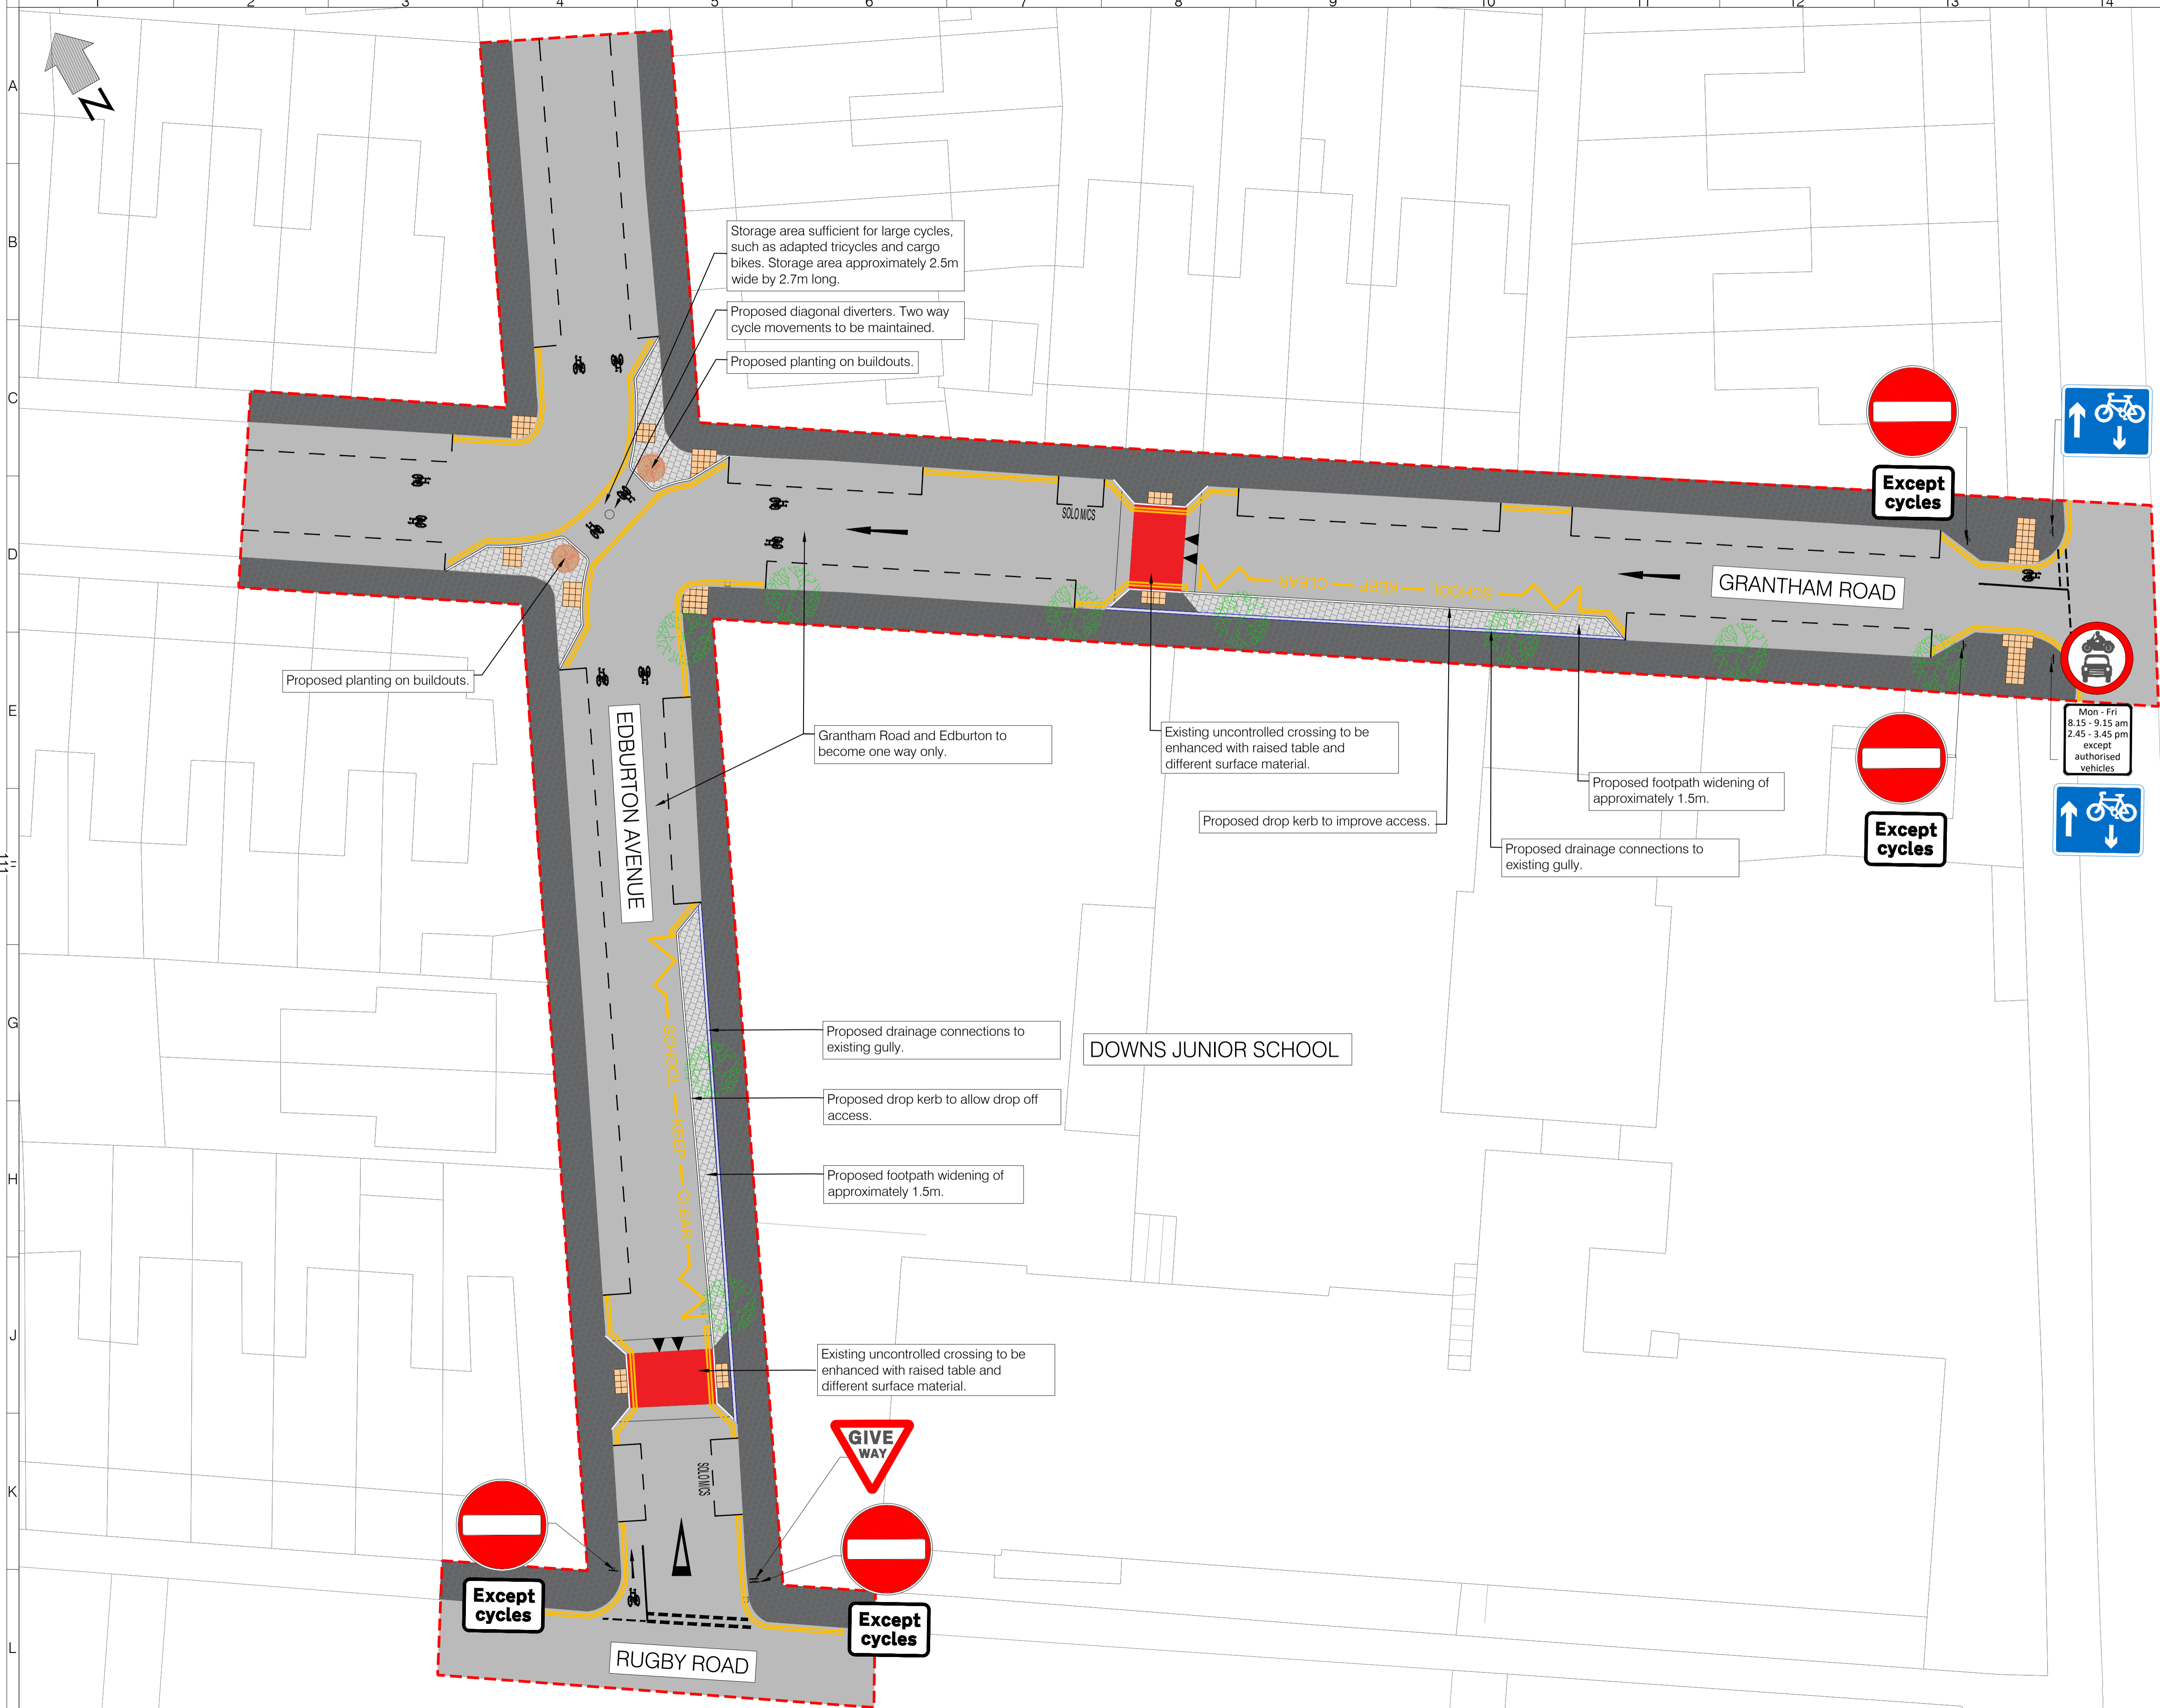 1 2 3 4 5 6 7 8 9 10 11 12 13 14
A
B
C
D
E
F
G
H
J
K
L
11
N
Storage area sufficient for large cycles,
such as adapted tricycles and cargo
bikes. Storage area approximately 2.5m
wide by 2.7m long.
Proposed diagonal diverters. Two way
cycle movements to be maintained.
Proposed planting on buildouts.
Except
cycles
SOLO M/CS
SCHOOL KEEP CLEAR
GRANTHAM ROAD
Proposed planting on buildouts.
EDBURTON AVENUE
Grantham Road and Edburton to
become one way only.
Existing uncontrolled crossing to be
enhanced with raised table and
different surface material.
Proposed footpath widening of
approximately 1.5m.
Proposed drop kerb to improve access.
Proposed drainage connections to
existing gully.
Mon - Fri
8.15 - 9.15 am
2.45 - 3.45 pm
except
authorised
vehicles
Except
cycles
SCHOOL KEEP CLEAR
Proposed drainage connections to
existing gully.
DOWNS JUNIOR SCHOOL
Proposed drop kerb to allow drop off
access.
Proposed footpath widening of
approximately 1.5m.
Existing uncontrolled crossing to be
enhanced with raised table and
different surface material.
GIVE
WAY
SOLO M/CS
Except
cycles
Except
cycles
RUGBY ROAD